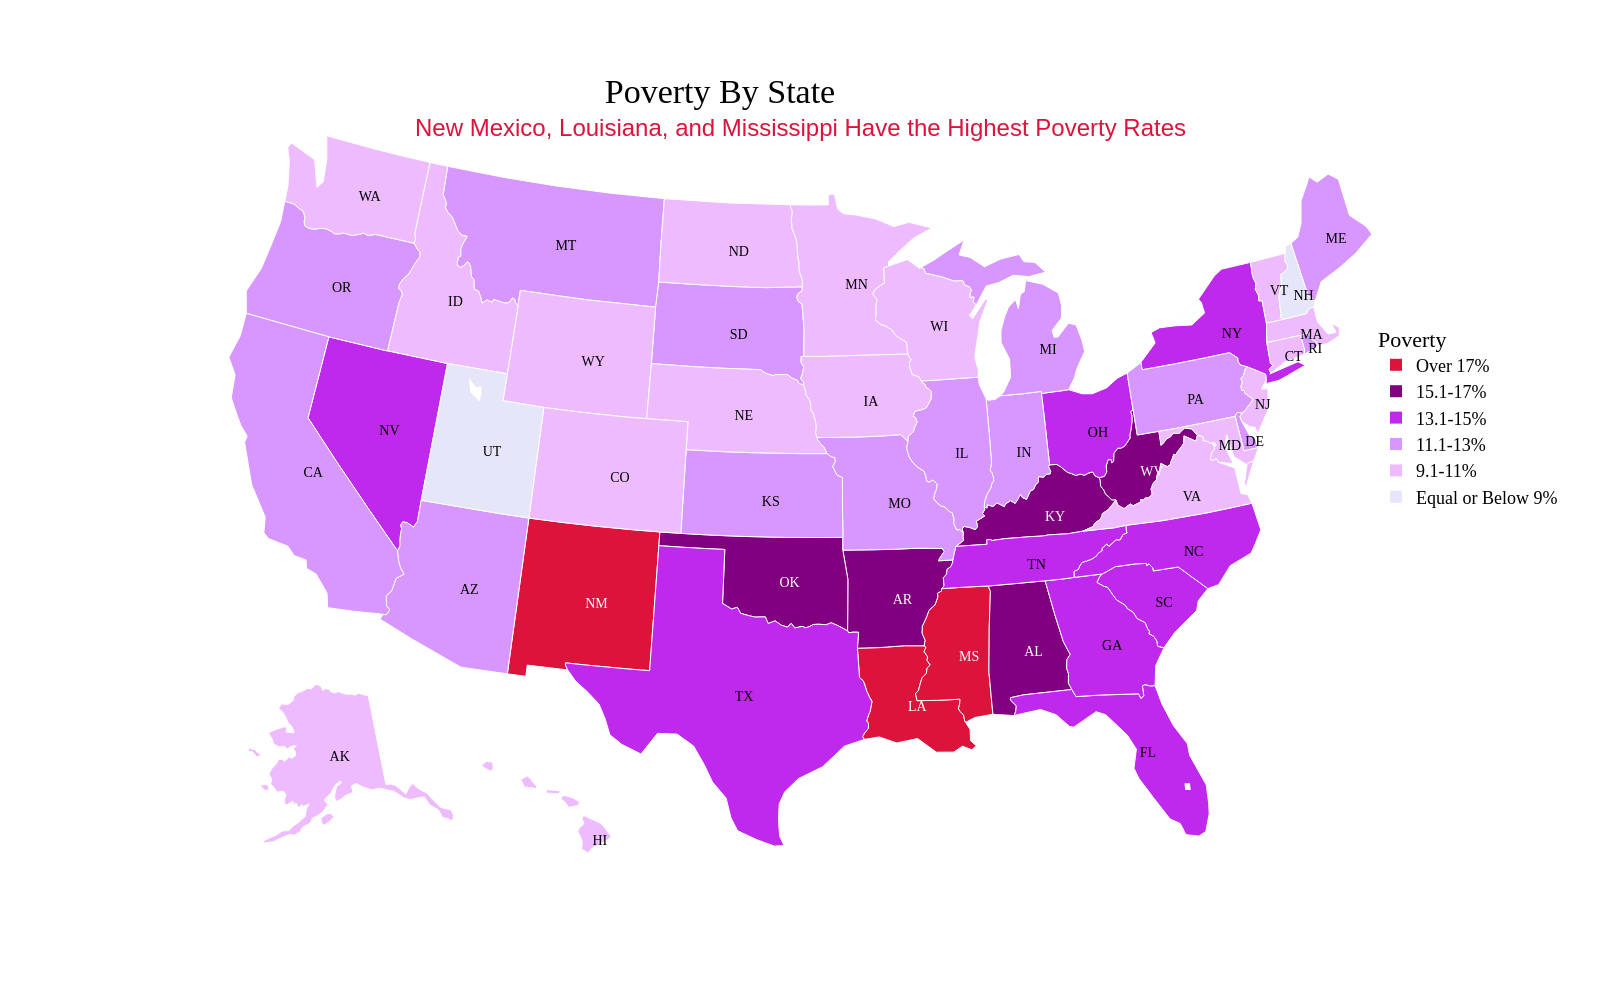 Poverty By State
New Mexico, Louisiana, and Mississippi Have the Highest Poverty Rates
WA
ME
MT
ND
OR
MN
VT
NH
ID
WI
NY
MA
SD
RI
MI
CT
WY
PA
IA
NJ
NE
NV
OH
DE
MD
UT
IN
IL
CA
WV
CO
VA
KS
MO
KY
NC
TN
OK
AZ
AR
SC
NM
GA
AL
MS
TX
LA
FL
AK
HI
Poverty
Over 17%
15.1-17%
13.1-15%
11.1-13%
9.1-11%
Equal or Below 9%